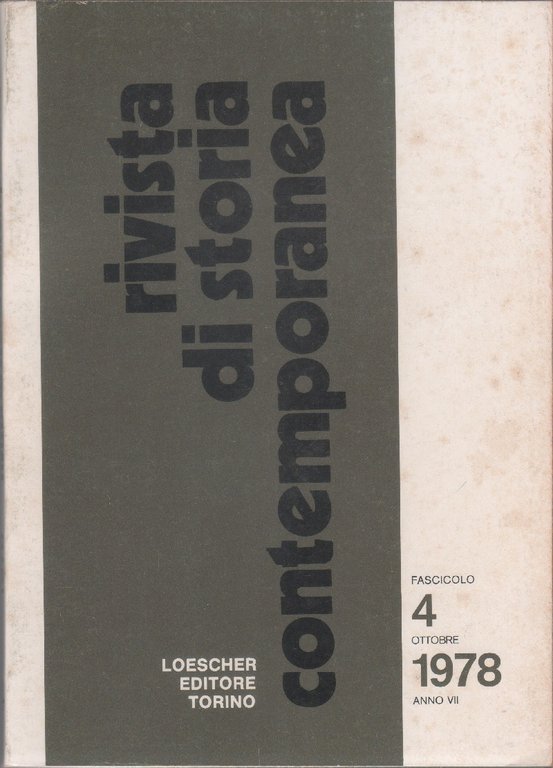 rivista
di storia
contemporanea
LOESCHER
EDITORE
TORINO
FASCICOLO
4
OTTOBRE
1978
ANNO VII